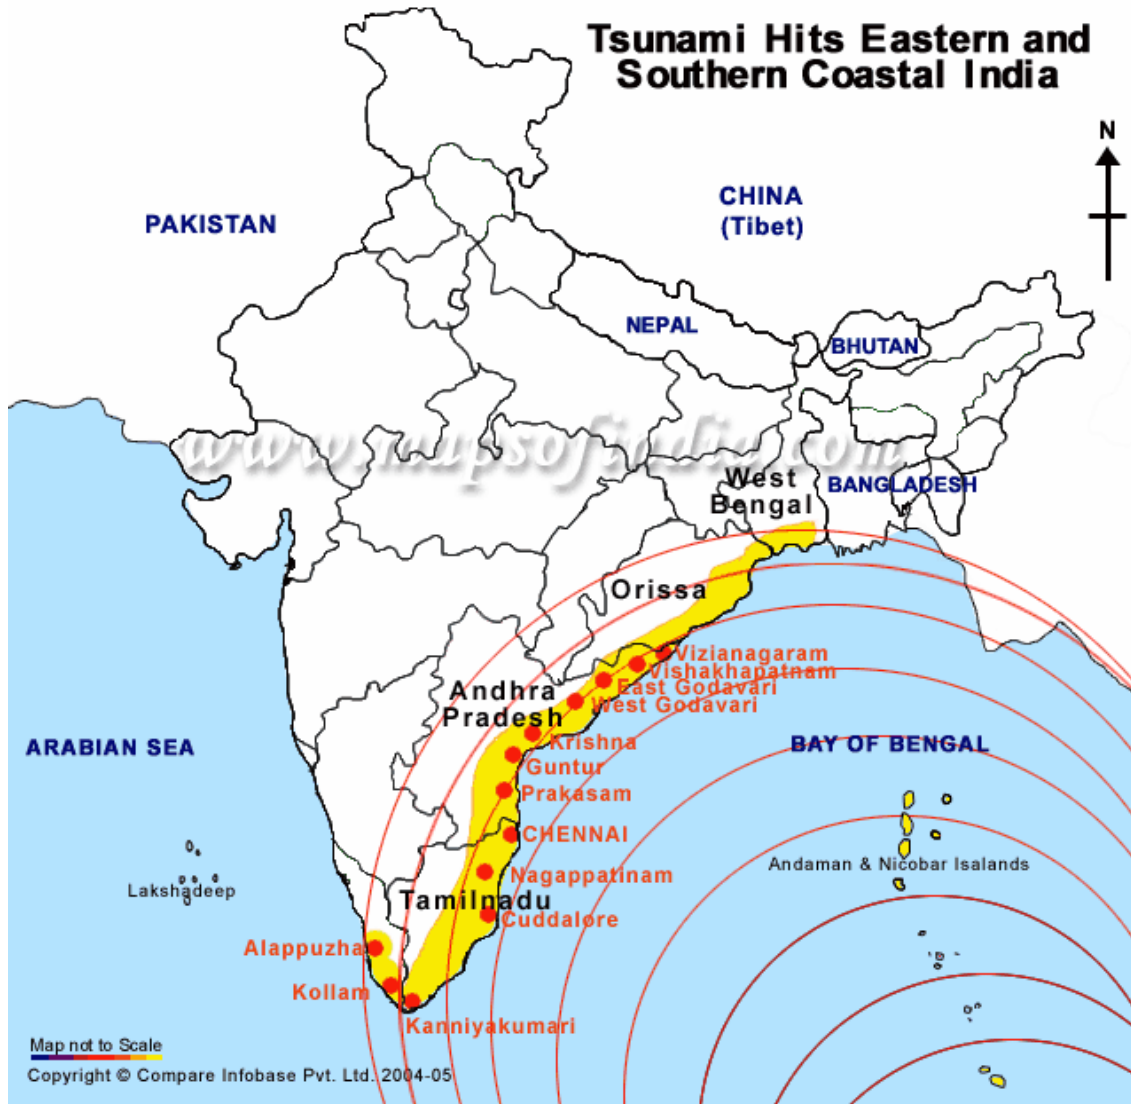 Tsunami Hits Eastern and
Southern Coastal India
N
CHINA
(Tibet)
PAKISTAN
NEPAL
BHUTAN
www.mapsofindia.com
West
Bengal
BANGLADESH
Orissa
Vizianagaram
Vishakhapatnam
East Godavari
West Godavari
Andhra
Pradesh
Krishna
Guntur
Prakasam
CHENNAI
ARABIAN SEA
BAY OF BENGAL
Andaman & Nicobar Isalands
Lakshadeep
Nagappatinam
Tamilnadu
Cuddalore
Alappuzha
Kollam
Kanniyakumari
Map not to Scale
Copyright © Compare Infobase Pvt. Ltd. 2004-05